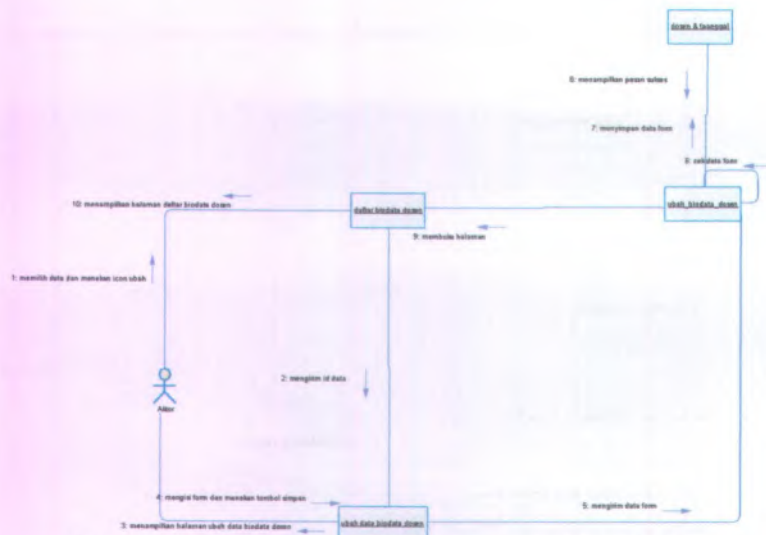 dosen & tanggal
8: menampilkan pesan sukses
7: menyimpan data form
6: cek data form
ubah_biodata_dosen
10: menampilkan halaman daftar biodata dosen
daftar biodata dosen
9: membuka halaman
1: memilih data dan menekan icon ubah
2: mengirim id data
Aktor
4: mengisi form dan menekan tombol simpan
5: mengirim data form
3: menampilkan halaman ubah data biodata dosen
ubah data biodata dosen